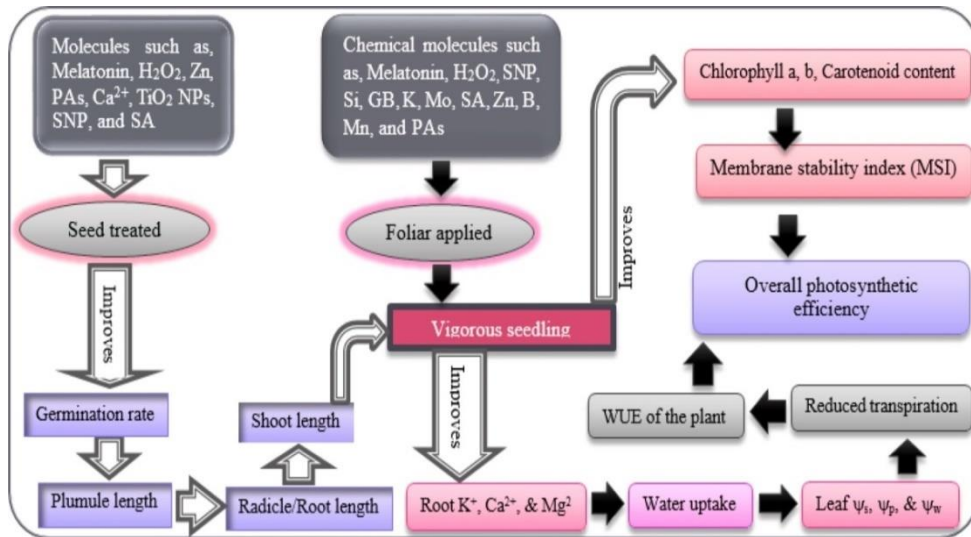 Molecules such as,
Melatonin, H₂O₂, Zn,
PAs, Ca²⁺, TiO₂ NPs,
SNP, and SA
Seed treated
Improves
Germination rate
Plumule length
Radicle/Root length
Shoot length
Chemical molecules such
as, Melatonin, H₂O₂, SNP,
Si, GB, K, Mo, SA, Zn, B,
Mn, and PAs
Foliar applied
Vigorous seedling
Improves
Root K⁺, Ca²⁺, & Mg²
Water uptake
Leaf ψₛ, ψₚ, & ψw
Reduced transpiration
WUE of the plant
Improves
Chlorophyll a, b, Carotenoid content
Membrane stability index (MSI)
Overall photosynthetic
efficiency